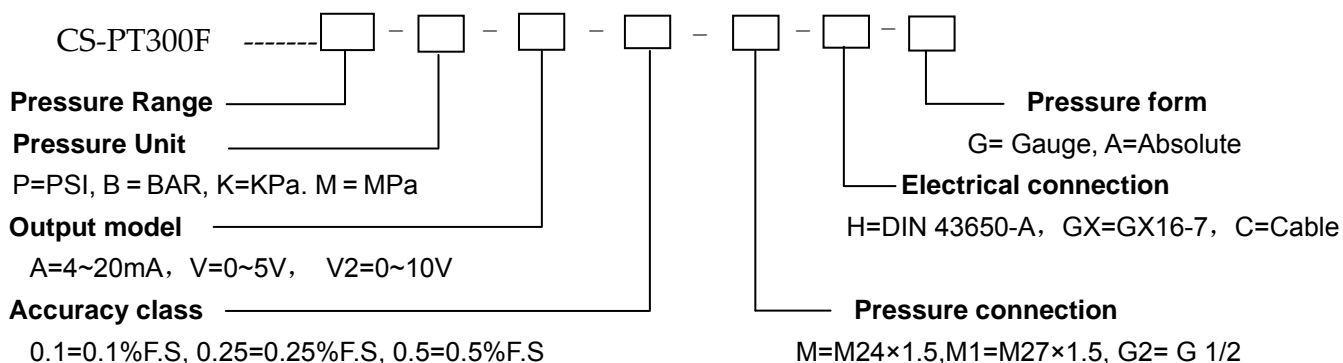 CS-PT300F ------- – – – – – –
Pressure Range
Pressure form
Pressure Unit
G= Gauge, A=Absolute
P=PSI, B = BAR, K=KPa. M = MPa
Electrical connection
Output model
H=DIN 43650-A，GX=GX16-7，C=Cable
A=4~20mA，V=0~5V， V2=0~10V
Accuracy class
Pressure connection
0.1=0.1%F.S, 0.25=0.25%F.S, 0.5=0.5%F.S
M=M24×1.5,M1=M27×1.5, G2= G 1/2